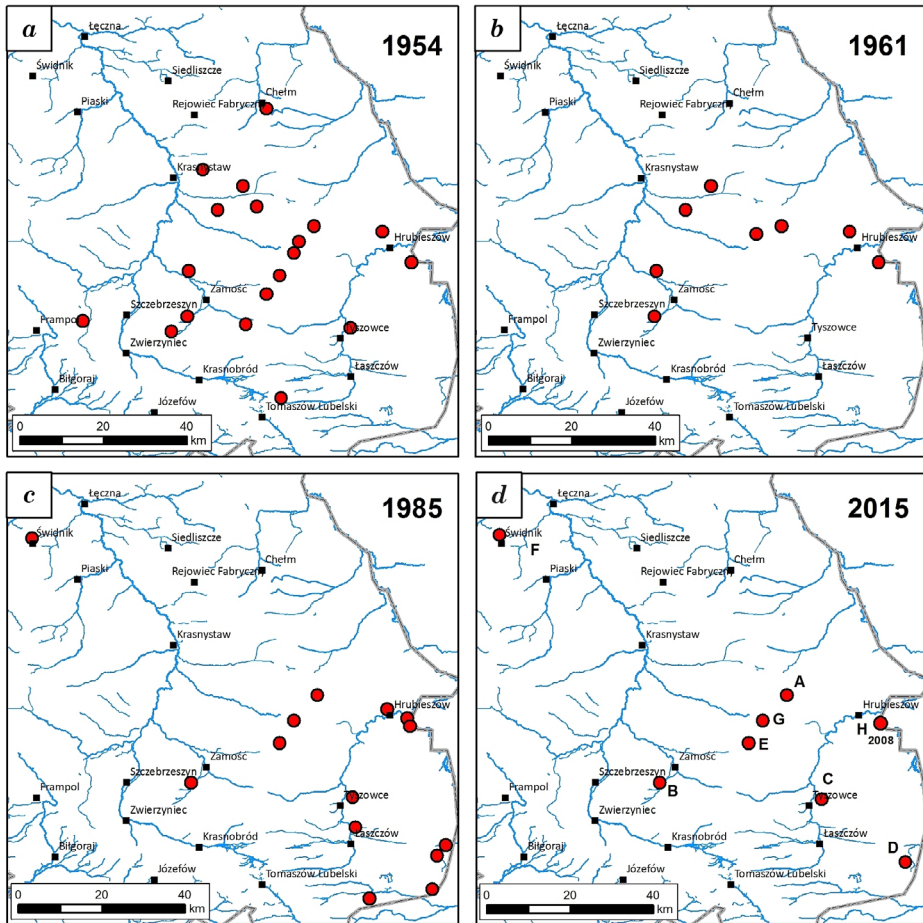 a
1954
Łęczna
Świdnik
Siedliszcze
Piaski
Rejowiec Fabryczny
Chełm
Krasnystaw
Hrubieszów
Zamość
Szczebrzeszyn
Frampol
Tyszowce
Zwierzyniec
Krasnobród
Łaszczów
Biłgoraj
Józefów
Tomaszów Lubelski
0 20 40
km
b
1961
Łęczna
Świdnik
Siedliszcze
Piaski
Rejowiec Fabryczny
Chełm
Krasnystaw
Hrubieszów
Zamość
Szczebrzeszyn
Frampol
Tyszowce
Zwierzyniec
Krasnobród
Łaszczów
Biłgoraj
Józefów
Tomaszów Lubelski
0 20 40
km
c
1985
Łęczna
Świdnik
Siedliszcze
Piaski
Rejowiec Fabryczny
Chełm
Krasnystaw
Hrubieszów
Zamość
Szczebrzeszyn
Frampol
Tyszowce
Zwierzyniec
Krasnobród
Łaszczów
Biłgoraj
Józefów
Tomaszów Lubelski
0 20 40
km
d
2015
Łęczna
Świdnik
F
Siedliszcze
Piaski
Rejowiec Fabryczny
Chełm
Krasnystaw
A
Hrubieszów
G
H
2008
E
Zamość
Szczebrzeszyn
B
C
Frampol
Tyszowce
Zwierzyniec
Krasnobród
Łaszczów
D
Biłgoraj
Józefów
Tomaszów Lubelski
0 20 40
km